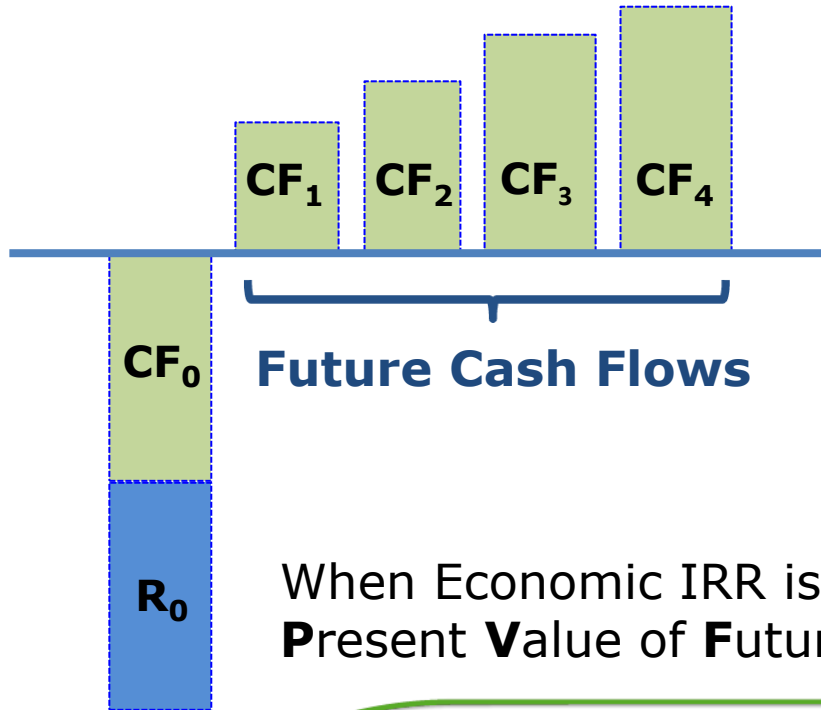 CF₁ CF₂ CF₃ CF₄
CF₀
Future Cash Flows
R₀
When Economic IRR is
Present Value of Futur